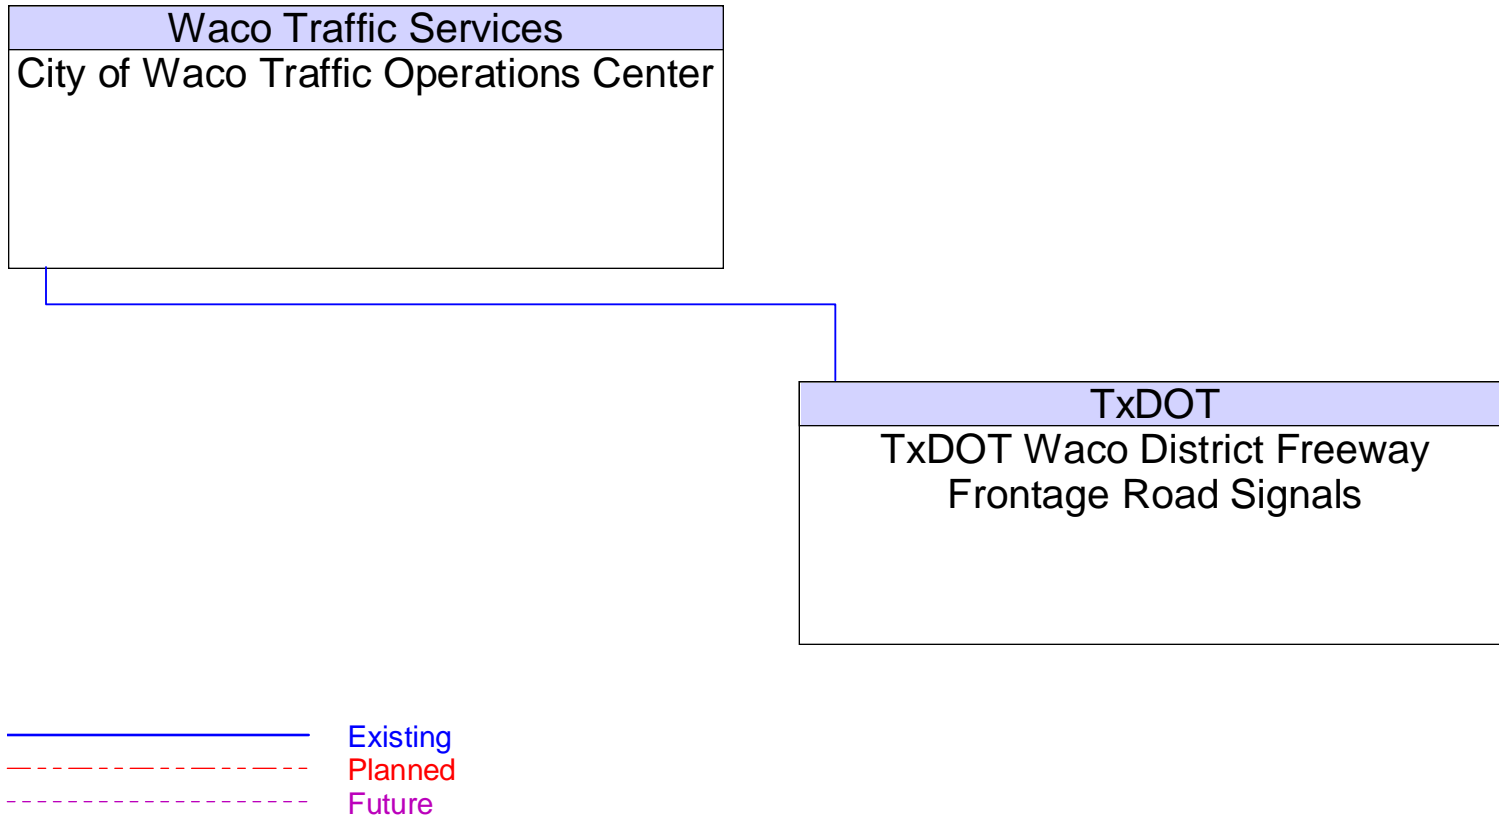 Waco Traffic Services
City of Waco Traffic Operations Center
TxDOT
TxDOT Waco District Freeway
Frontage Road Signals
Existing
Planned
Future